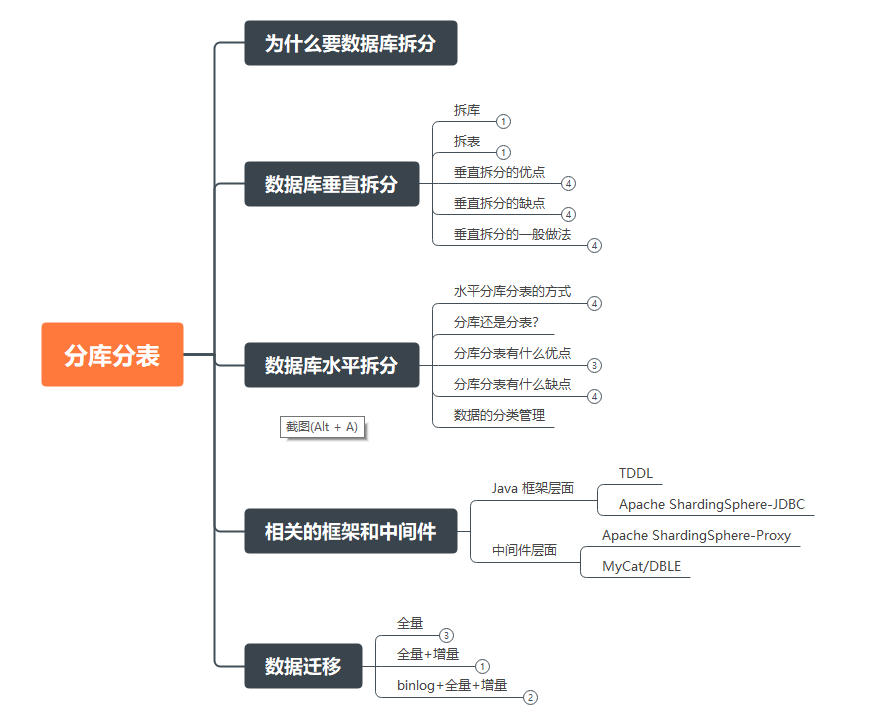 分库分表
为什么要数据库拆分
数据库垂直拆分
拆库
1
拆表
1
垂直拆分的优点
4
垂直拆分的缺点
4
垂直拆分的一般做法
4
数据库水平拆分
水平分库分表的方式
4
分库还是分表?
分库分表有什么优点
3
分库分表有什么缺点
4
数据的分类管理
截图(Alt + A)
相关的框架和中间件
Java 框架层面
TDDL
Apache ShardingSphere-JDBC
中间件层面
Apache ShardingSphere-Proxy
MyCat/DBLE
数据迁移
全量
3
全量+增量
1
binlog+全量+增量
2